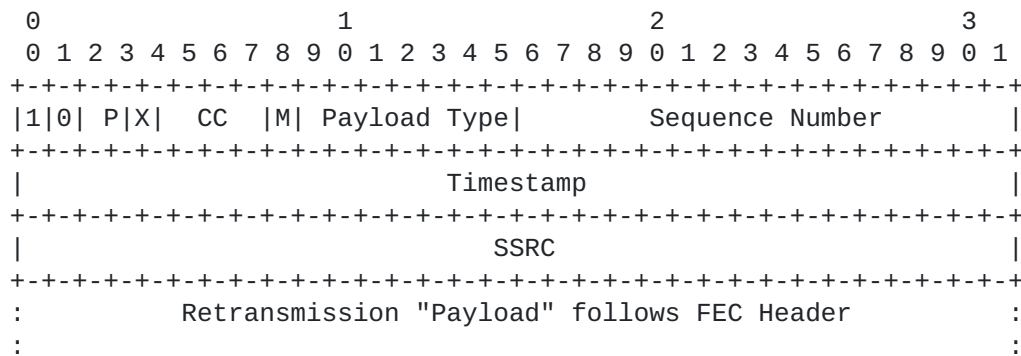 0                   1                   2                   3
 0 1 2 3 4 5 6 7 8 9 0 1 2 3 4 5 6 7 8 9 0 1 2 3 4 5 6 7 8 9 0 1
+-+-+-+-+-+-+-+-+-+-+-+-+-+-+-+-+-+-+-+-+-+-+-+-+-+-+-+-+-+-+-+-+
|1|0| P|X|  CC  |M| Payload Type|        Sequence Number        |
+-+-+-+-+-+-+-+-+-+-+-+-+-+-+-+-+-+-+-+-+-+-+-+-+-+-+-+-+-+-+-+-+
|                           Timestamp                           |
+-+-+-+-+-+-+-+-+-+-+-+-+-+-+-+-+-+-+-+-+-+-+-+-+-+-+-+-+-+-+-+-+
|                              SSRC                             |
+-+-+-+-+-+-+-+-+-+-+-+-+-+-+-+-+-+-+-+-+-+-+-+-+-+-+-+-+-+-+-+-+
:          Retransmission "Payload" follows FEC Header          :
:                                                               :